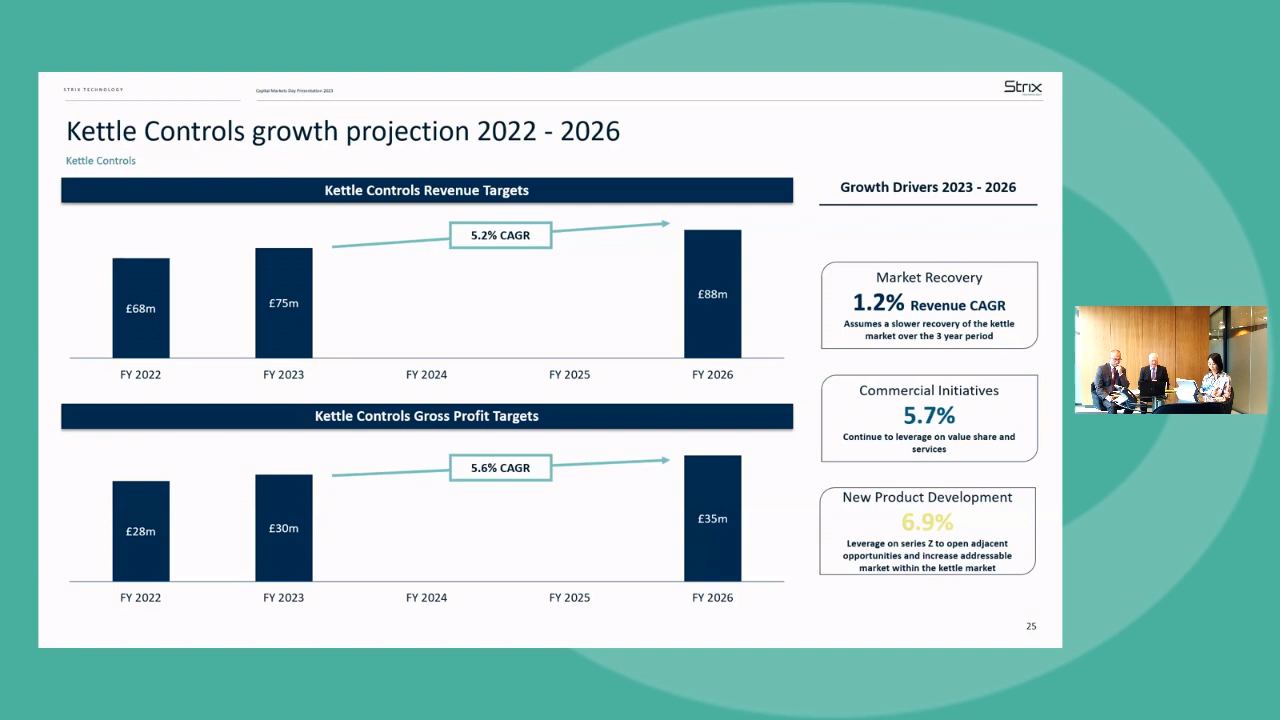 STRIX TECHNOLOGY
Capital Markets Day Presentation 2023
Strix
Kettle Controls growth projection 2022 - 2026
Kettle Controls
Kettle Controls Revenue Targets
5.2% CAGR
£68m
£75m
£88m
FY 2022
FY 2023
FY 2024
FY 2025
FY 2026
Kettle Controls Gross Profit Targets
5.6% CAGR
£28m
£30m
£35m
FY 2022
FY 2023
FY 2024
FY 2025
FY 2026
Growth Drivers 2023 - 2026
Market Recovery
1.2% Revenue CAGR
Assumes a slower recovery of the kettle
market over the 3 year period
Commercial Initiatives
5.7%
Continue to leverage on value share and
services
New Product Development
6.9%
Leverage on series Z to open adjacent
opportunities and increase addressable
market within the kettle market
25